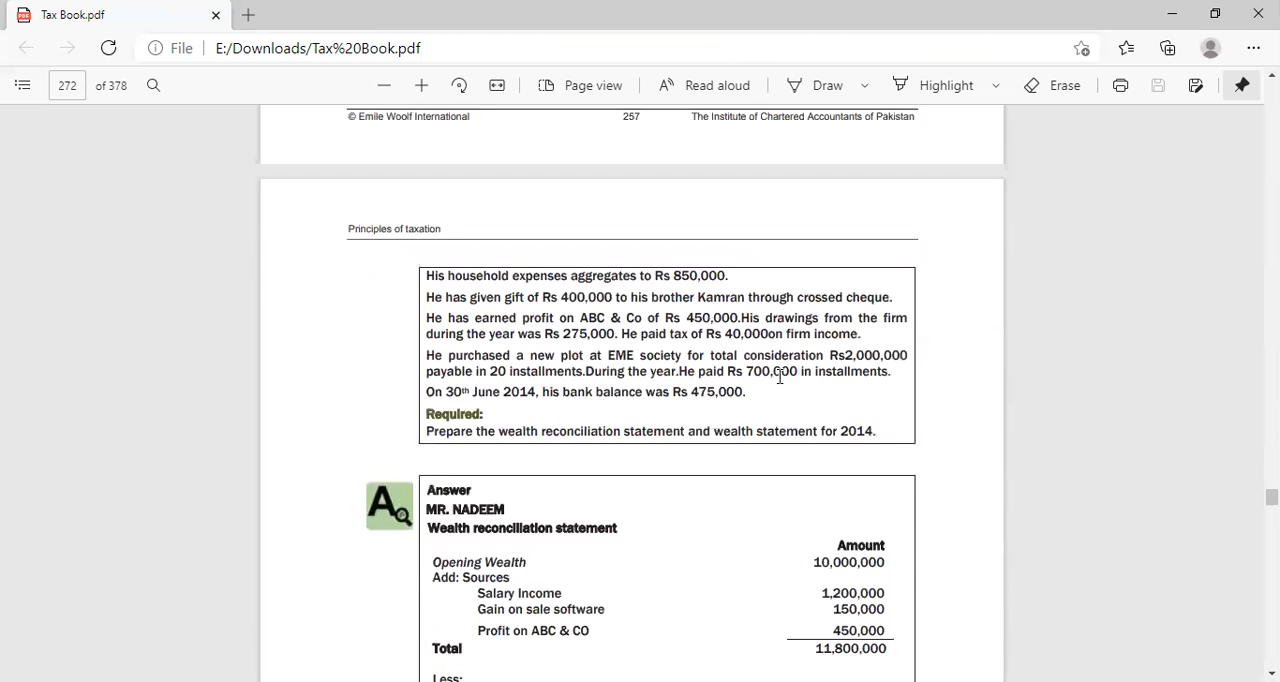 Tax Book.pdf
File E:/Downloads/Tax%20Book.pdf
272 of 378 Page view Read aloud Draw Highlight Erase
© Emile Woolf International 257 The Institute of Chartered Accountants of Pakistan
Principles of taxation
His household expenses aggregates to Rs 850,000.
He has given gift of Rs 400,000 to his brother Kamran through crossed cheque.
He has earned profit on ABC & Co of Rs 450,000.His drawings from the firm
during the year was Rs 275,000. He paid tax of Rs 40,000on firm income.
He purchased a new plot at EME society for total consideration Rs2,000,000
payable in 20 installments.During the year.He paid Rs 700,000 in installments.
On 30th June 2014, his bank balance was Rs 475,000.
Required:
Prepare the wealth reconciliation statement and wealth statement for 2014.
Answer
MR. NADEEM
Wealth reconciliation statement
Amount
Opening Wealth 10,000,000
Add: Sources
Salary Income 1,200,000
Gain on sale software 150,000
Profit on ABC & CO 450,000
Total 11,800,000
Less: